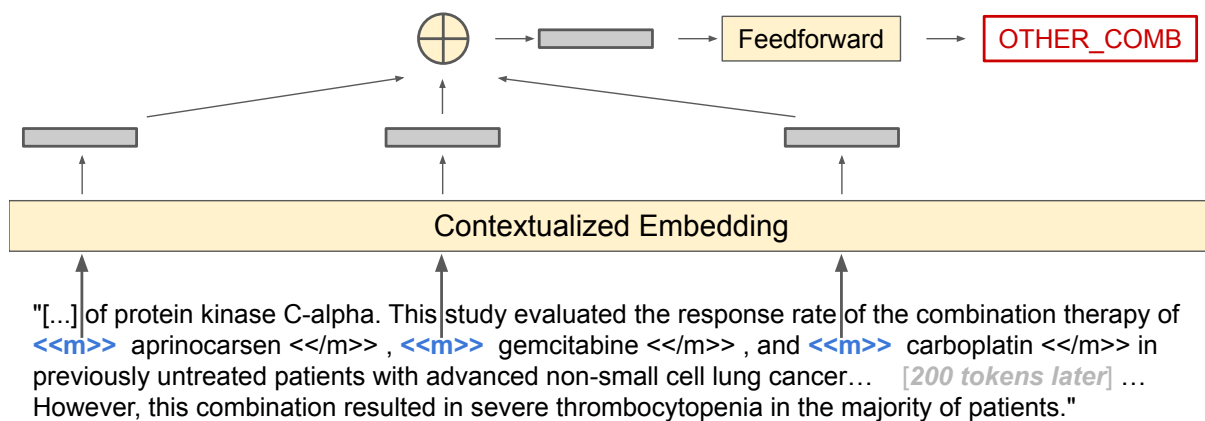 Feedforward
OTHER_COMB
Contextualized Embedding
"[...] of protein kinase C-alpha. This study evaluated the response rate of the combination therapy of
<<m>> aprinocarsen <</m>> , <<m>> gemcitabine <</m>> , and <<m>> carboplatin <</m>> in
previously untreated patients with advanced non-small cell lung cancer… [200 tokens later] …
However, this combination resulted in severe thrombocytopenia in the majority of patients."